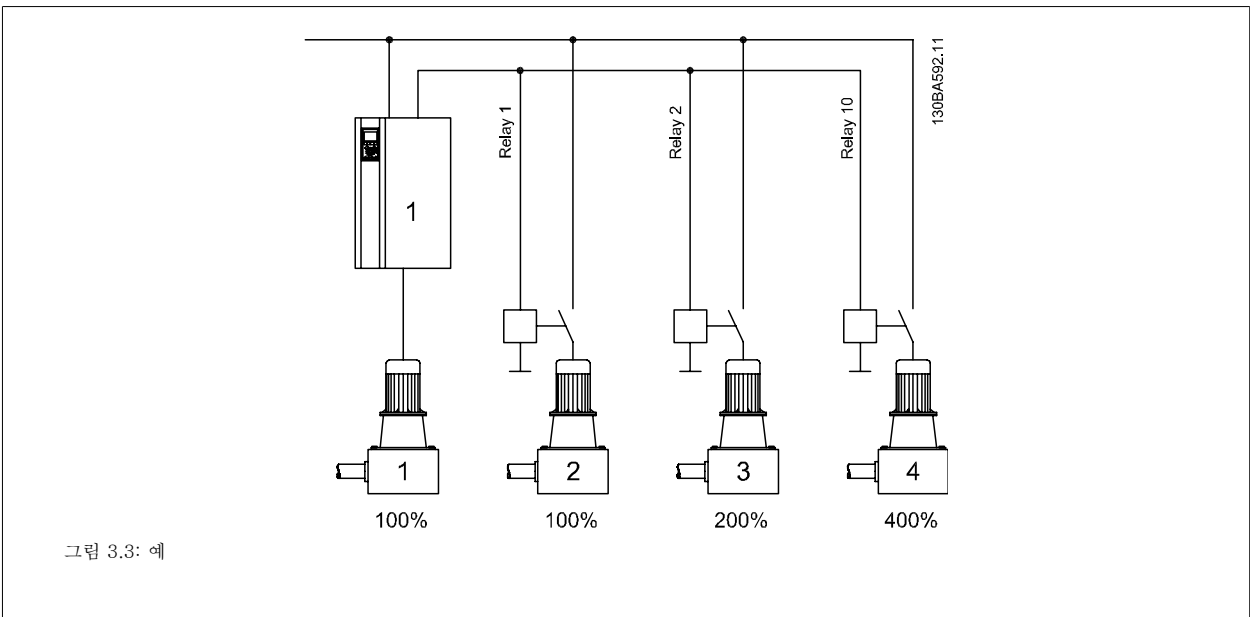 130BA592.11
Relay 1
Relay 2
Relay 10
1
1
2
3
4
100%
100%
200%
400%
그림 3.3: 예